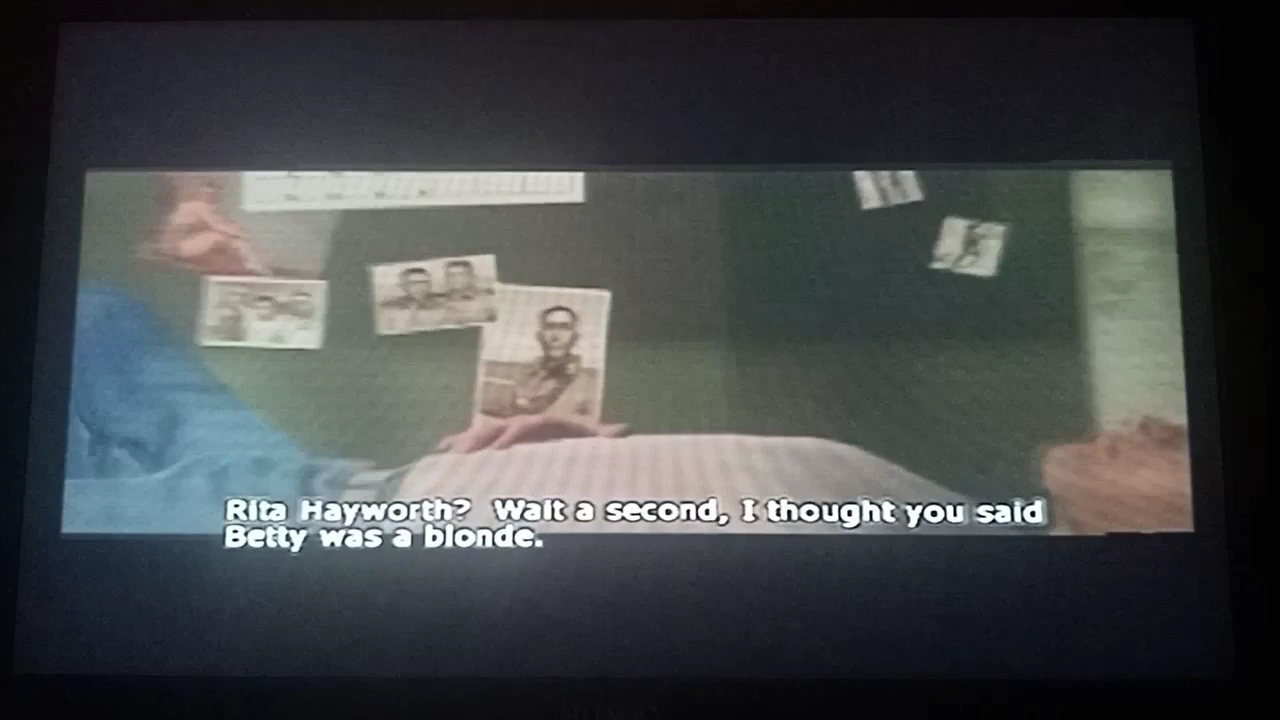 Rita Hayworth? Wait a second, I thought you said
Betty was a blonde.